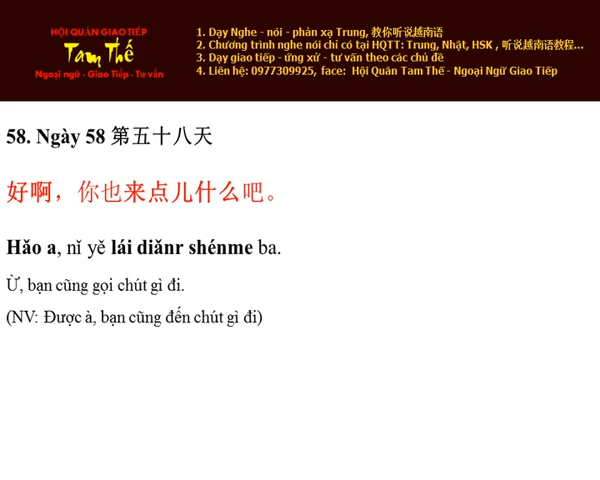 HỘI QUÁN GIAO TIẾP
Tam Thế
Ngoại ngữ - Giao Tiếp - Tư vấn
1. Dạy Nghe - nói - phản xạ Trung, 教你听说越南语
2. Chương trình nghe nói chỉ có tại HQTT: Trung, Nhật, HSK , 听说越南语教程...
3. Dạy giao tiếp - ứng xử - tư vấn theo các chủ đề
4. Liên hệ: 0977309925, face: Hội Quán Tam Thế - Ngoại Ngữ Giao Tiếp
58. Ngày 58 第五十八天
好啊，你也来点儿什么吧。
Hǎo a, nǐ yě lái diǎnr shénme ba.
Ừ, bạn cũng gọi chút gì đi.
(NV: Được à, bạn cũng đến chút gì đi)